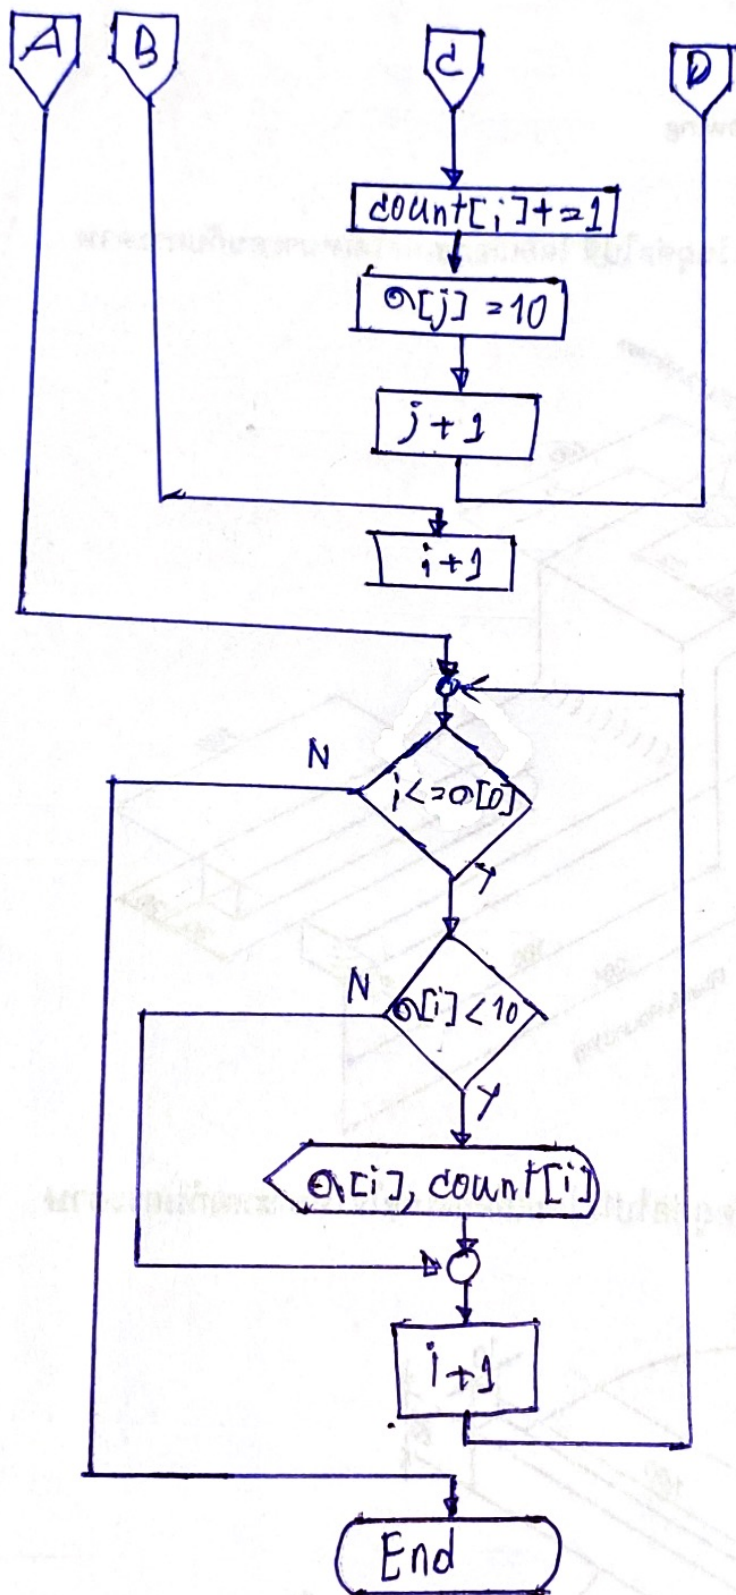 A B C D
count[i]+=1
a[j] =10
j+1
i+1
N
i<=a[0]
Y
N
a[i]<10
Y
a[i], count[i]
i+1
End